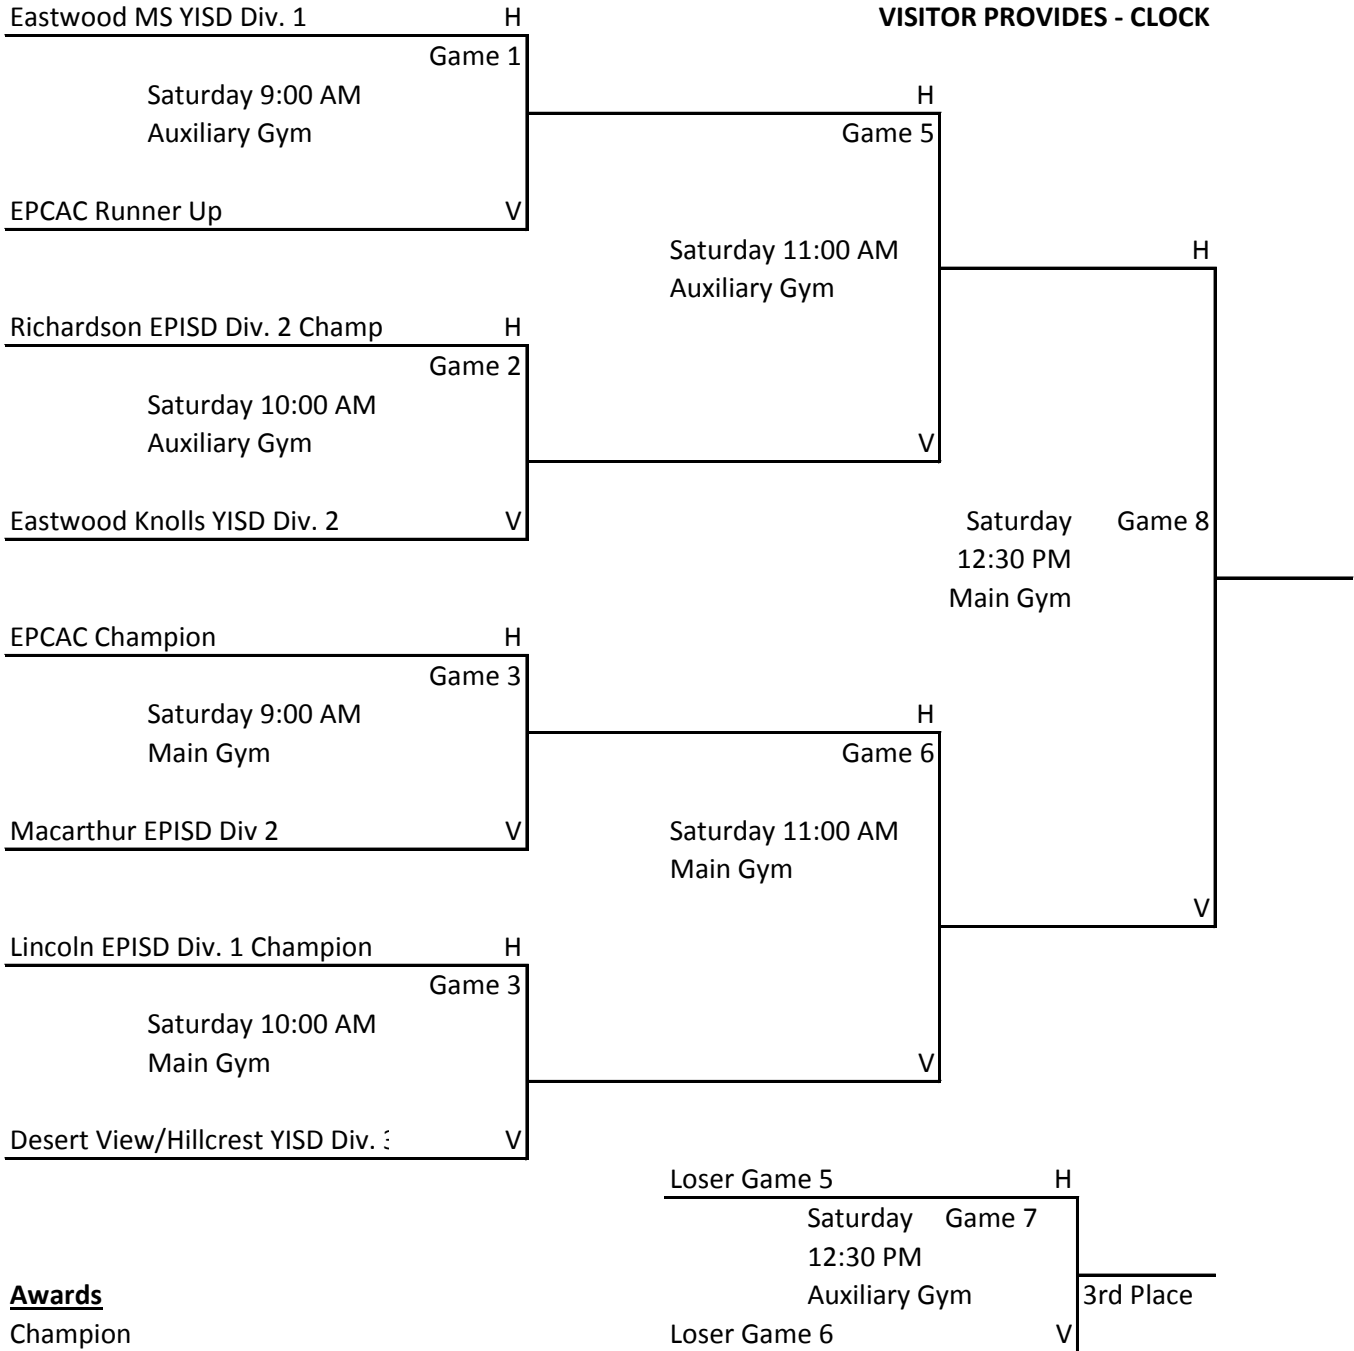 Eastwood MS YISD Div. 1 H
VISITOR PROVIDES - CLOCK
Game 1
Saturday 9:00 AM
H
Auxiliary Gym
Game 5
EPCAC Runner Up V
Saturday 11:00 AM
H
Auxiliary Gym
Richardson EPISD Div. 2 Champ H
Game 2
Saturday 10:00 AM
Auxiliary Gym
V
Eastwood Knolls YISD Div. 2 V
Saturday Game 8
12:30 PM
Main Gym
EPCAC Champion H
Game 3
Saturday 9:00 AM
H
Main Gym
Game 6
Macarthur EPISD Div 2 V
Saturday 11:00 AM
Main Gym
V
Lincoln EPISD Div. 1 Champion H
Game 3
Saturday 10:00 AM
Main Gym
V
Desert View/Hillcrest YISD Div. V
Loser Game 5 H
Saturday Game 7
12:30 PM
Awards
Auxiliary Gym
3rd Place
Champion
Loser Game 6 V